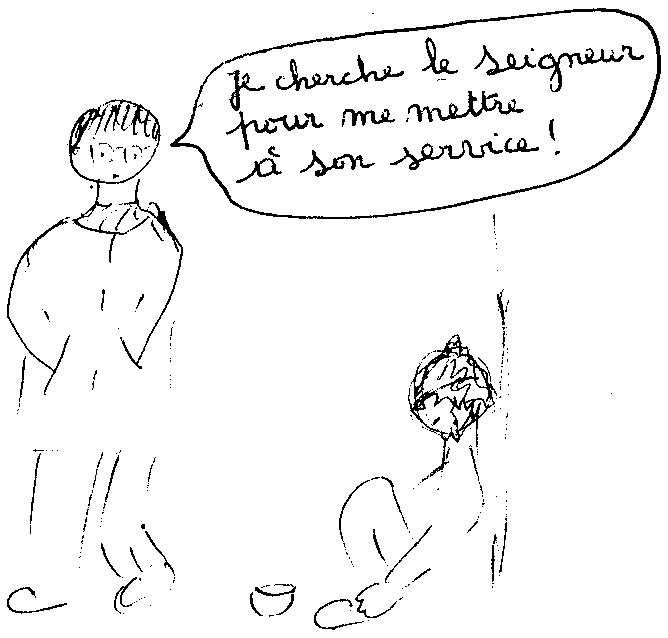 Je cherche le seigneur
pour me mettre
à son service !